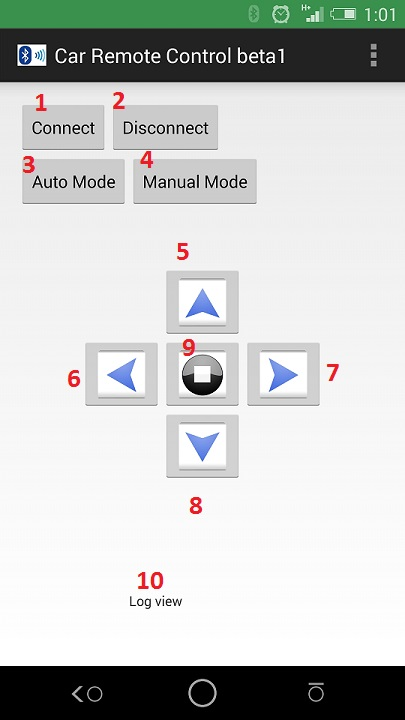 H+ 1:01
Car Remote Control beta1
1 2
Connect Disconnect
3 4
Auto Mode Manual Mode
5
9
6 7
8
10
Log view